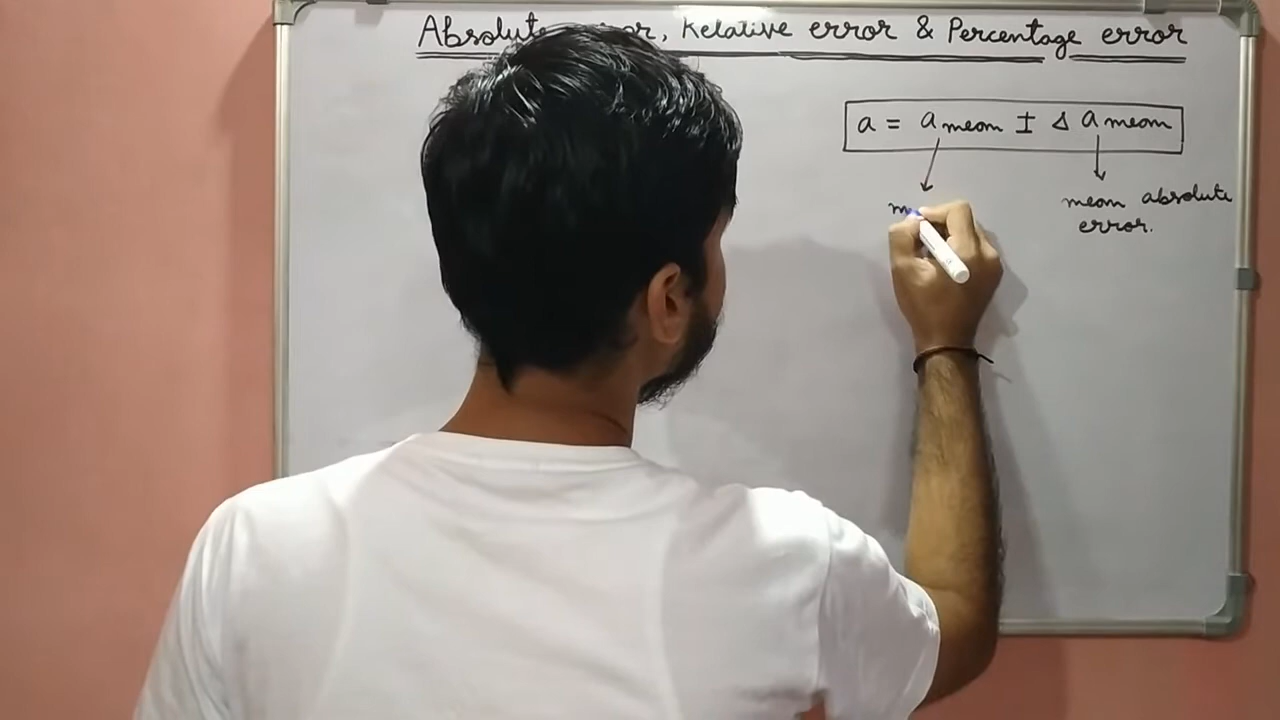 Absolute error, Relative error & Percentage error
a = a mean ± Δ a mean
mean absolute
error.